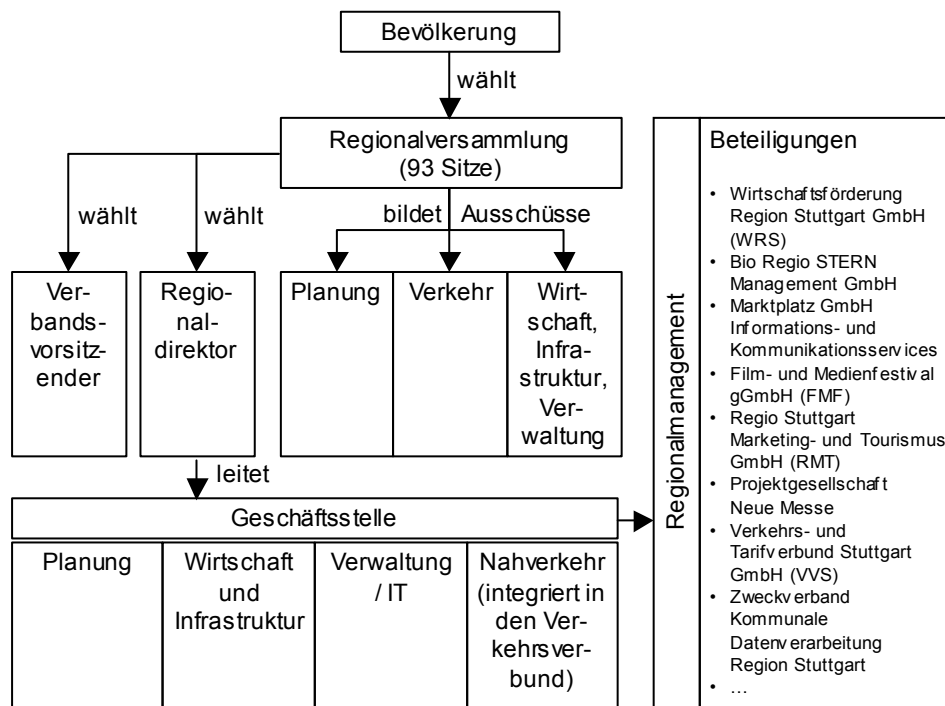 Bevölkerung
wählt
Regionalversammlung
(93 Sitze)
wählt
wählt
bildet
Ausschüsse
Ver-
bands-
vorsitz-
ender
Regio-
nal-
direktor
Planung
Verkehr
Wirt-
schaft,
Infra-
struktur,
Ver-
waltung
leitet
Geschäftsstelle
Planung
Wirtschaft
und
Infrastruktur
Verwaltung
/ IT
Nahverkehr
(integriert in
den Ver-
kehrsver-
bund)
Regionalmanagement
Beteiligungen
• Wirtschaftsförderung
Region Stuttgart GmbH
(WRS)
• Bio Regio STERN
Management GmbH
• Marktplatz GmbH
Informations- und
Kommunikationsservices
• Film- und Medienfestival
gGmbH (FMF)
• Regio Stuttgart
Marketing- und Tourismus
GmbH (RMT)
• Projektgesellschaft
Neue Messe
• Verkehrs- und
Tarifverbund Stuttgart
GmbH (VVS)
• Zweckverband
Kommunale
Datenverarbeitung
Region Stuttgart
• …